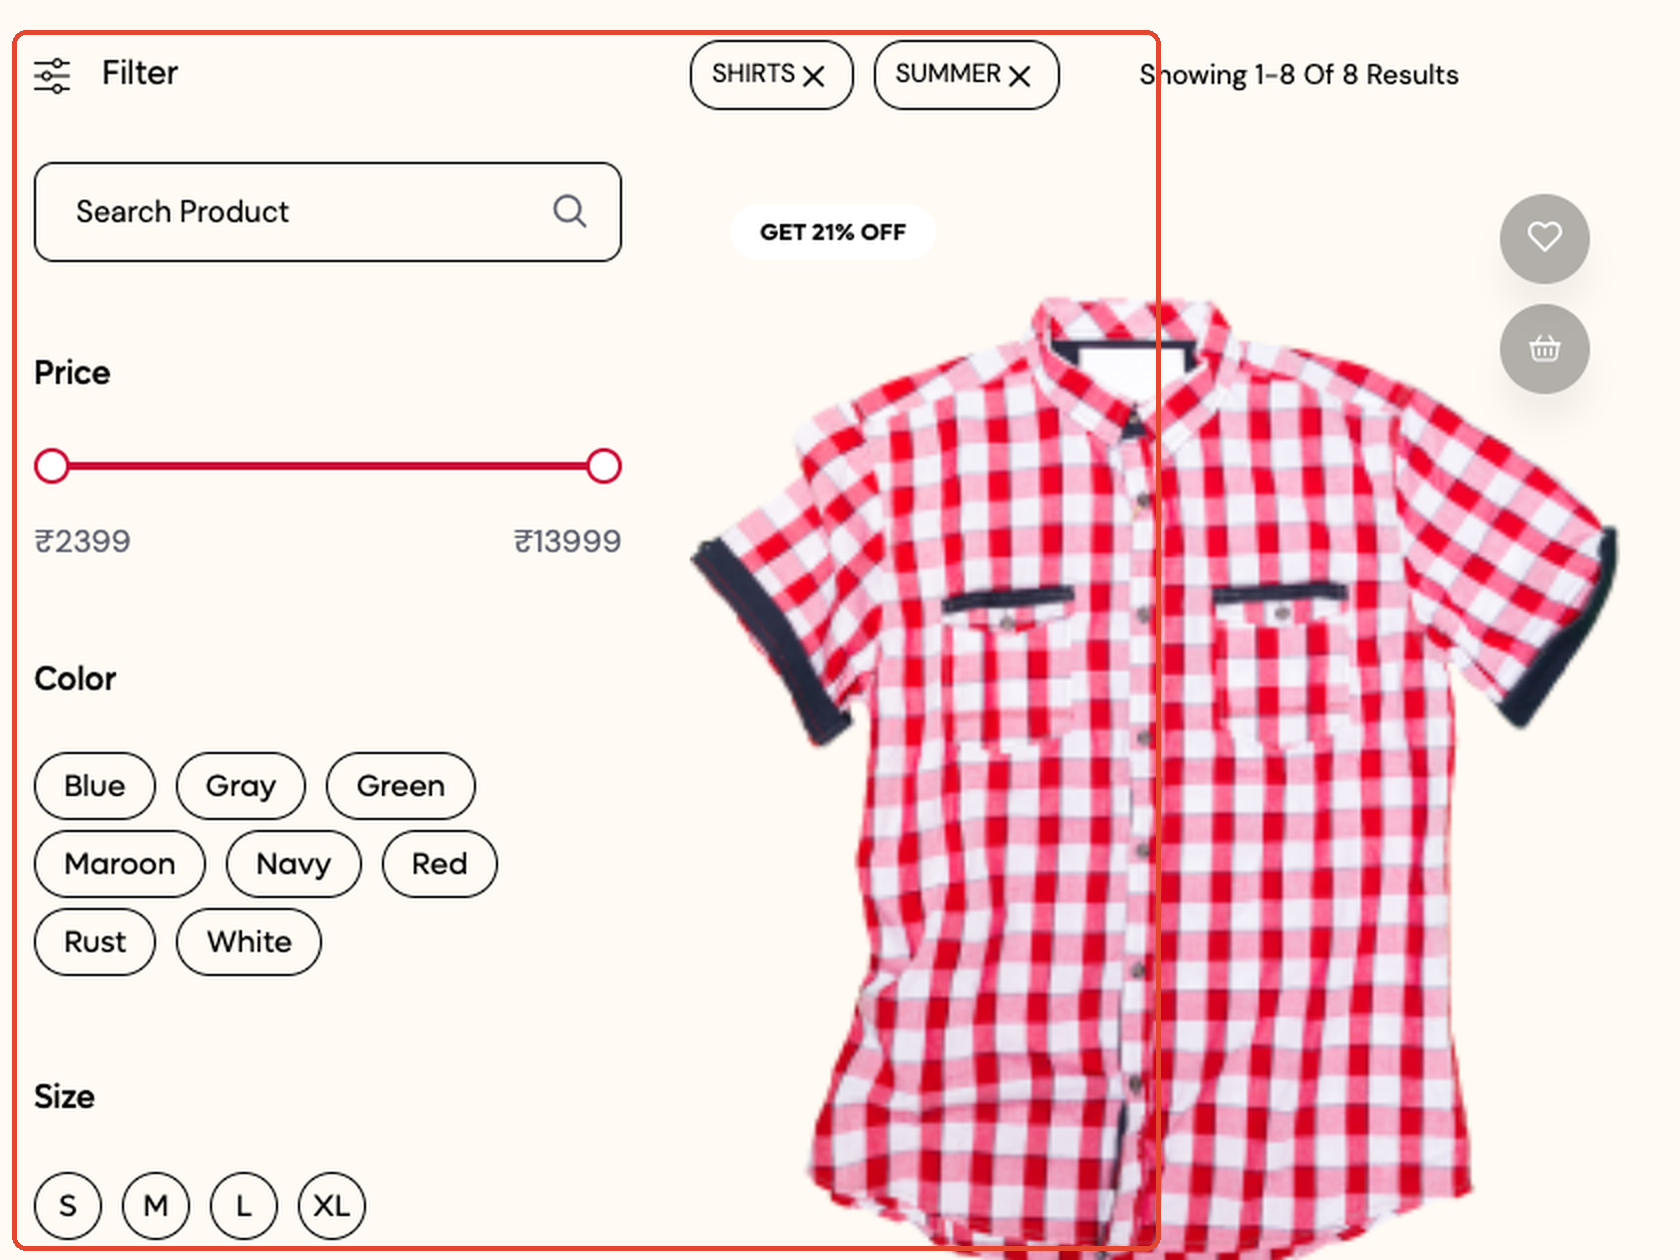 Filter
SHIRTS
SUMMER
Showing 1-8 Of 8 Results
Search Product
GET 21% OFF
Price
₹2399
₹13999
Color
Blue
Gray
Green
Maroon
Navy
Red
Rust
White
Size
S
M
L
XL